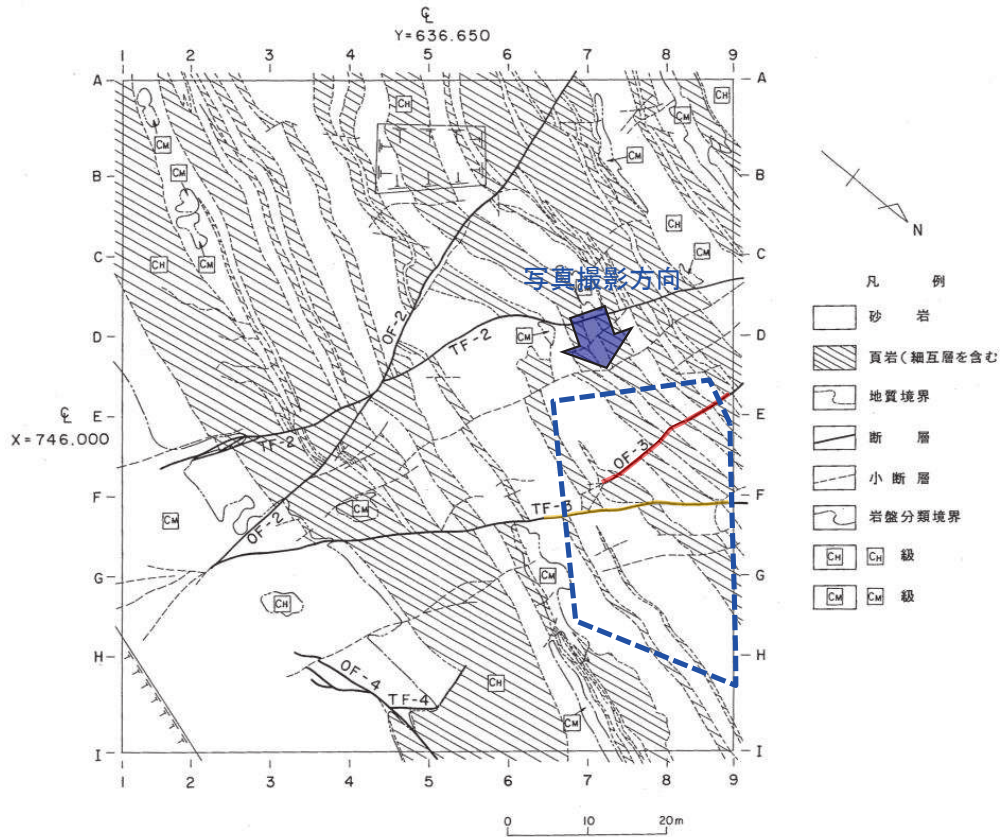 ℄
Y=636.650
1 2 3 4 5 6 7 8 9
A A
CH CH
CM CM
CM CM
B B
CM
CH
C C
CH CM CM
N
写真撮影方向
凡 例
砂 岩
D D
OF-2 TF-2 CM
頁岩(細互層を含む
地質境界
℄
E E
X=746.000
断 層
TF-2 OF-3
小 断 層
F F
CM OF-2 CM TF-3
岩盤分類境界
CH CH 級
G G
CM
CH
CM CM 級
H H
OF-4 TF-4 CH
CM
I I
1 2 3 4 5 6 7 8 9
0 10 20m